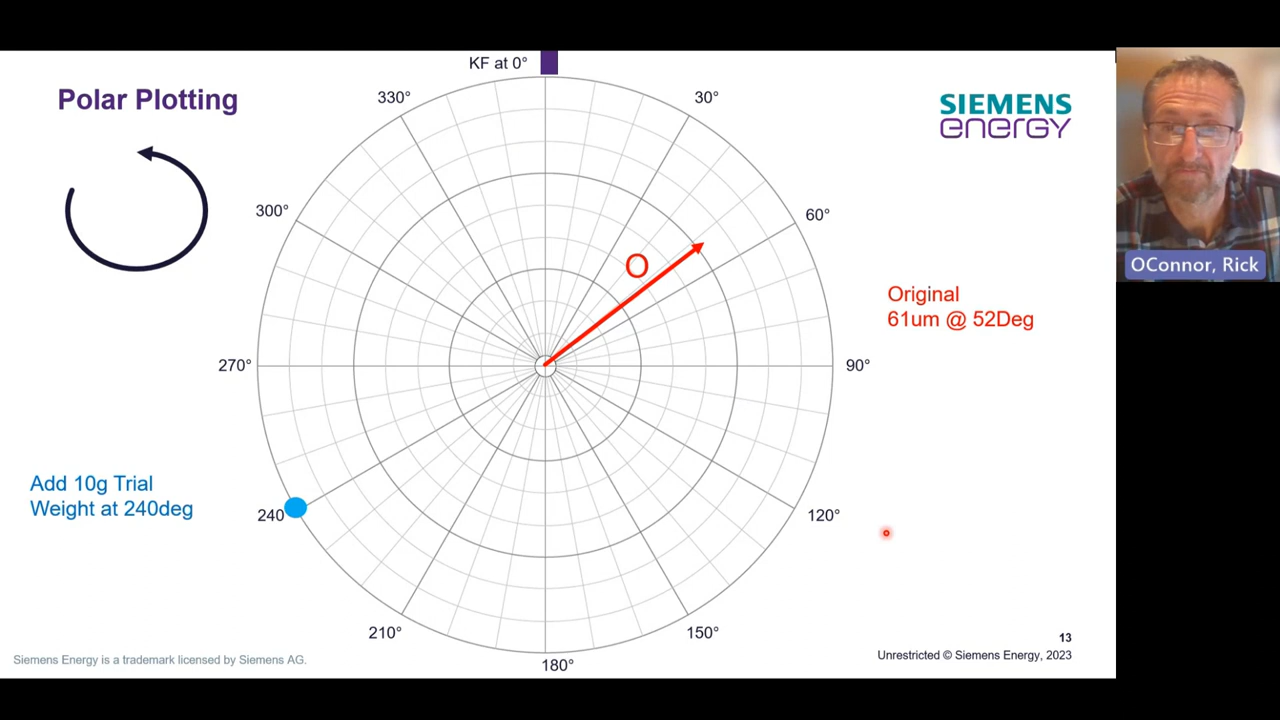 KF at 0°
Polar Plotting
330°
30°
SIEMENS
energy
300°
60°
O
OConnor, Rick
Original
61um @ 52Deg
270°
90°
Add 10g Trial
Weight at 240deg
240
120°
210°
150°
180°
13
Siemens Energy is a trademark licensed by Siemens AG.
Unrestricted © Siemens Energy, 2023